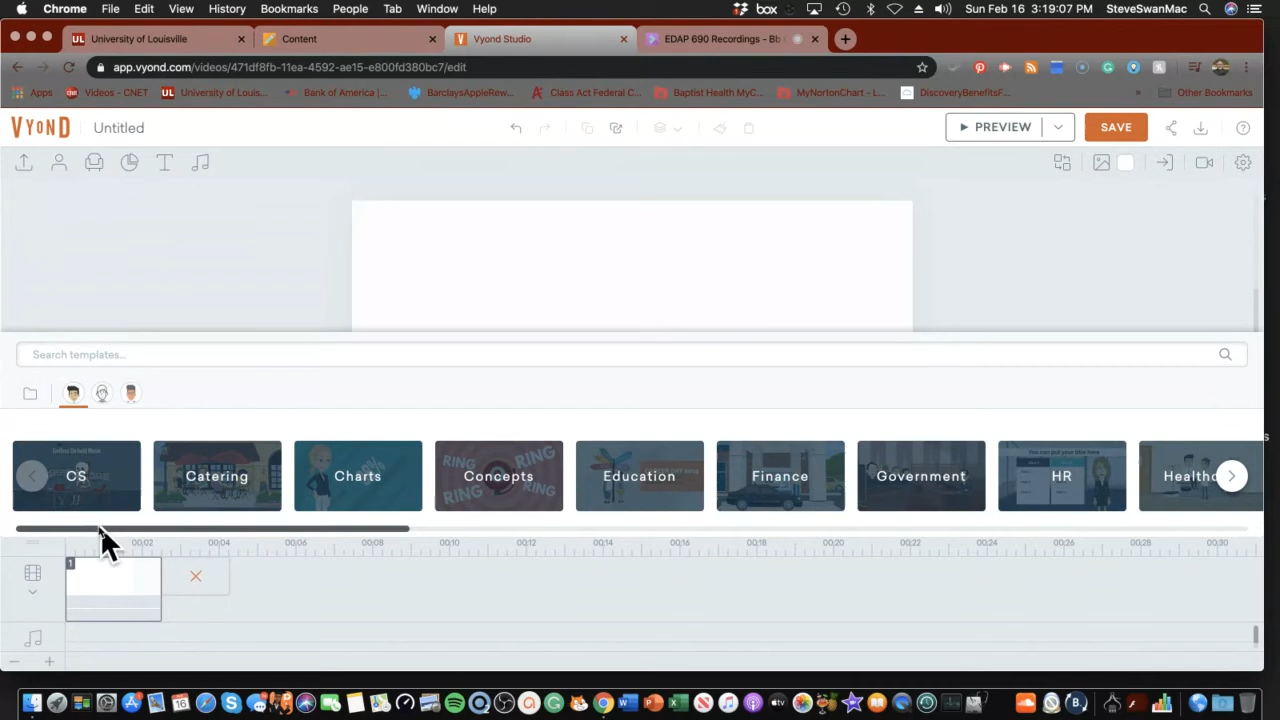 Chrome File Edit View History Bookmarks People Tab Window Help box Sun Feb 16 3:19:07 PM SteveSwanMac
UL University of Louisville Content Vyond Studio EDAP 690 Recordings - Bb
app.vyond.com/videos/471df8fb-11ea-4592-ae15-e800fd380bc7/edit
Apps Videos - CNET UL University of Louis... Bank of America |... BarclaysAppleRew... Class Act Federal C... Baptist Health MyC... MyNortonChart - L... DiscoveryBenefitsF... » Other Bookmarks
VYOND Untitled PREVIEW SAVE
Search templates...
CS Catering Charts Concepts Education Finance Government HR Healthc
00:02 00:04 00:06 00:08 00:10 00:12 00:14 00:16 00:18 00:20 00:22 00:24 00:26 00:28 00:30
1